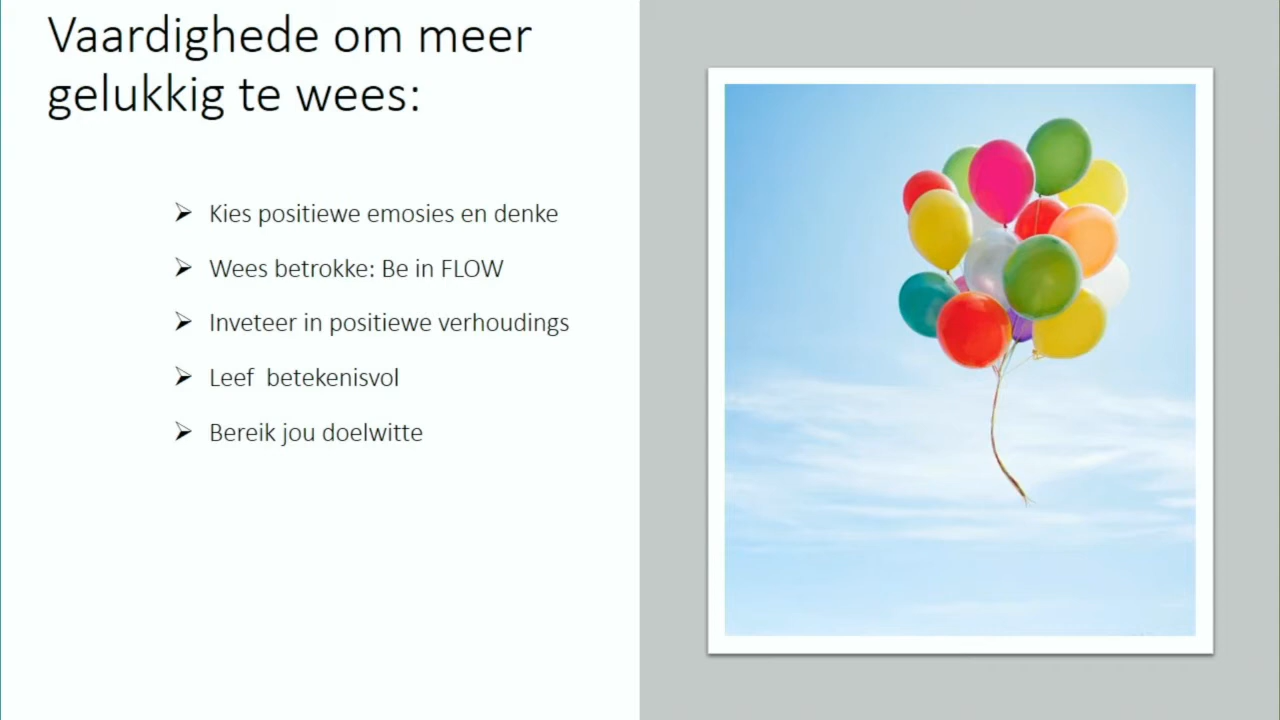 Vaardighede om meer
gelukkig te wees:
Kies positiewe emosies en denke
Wees betrokke: Be in FLOW
Inveteer in positiewe verhoudings
Leef  betekenisvol
Bereik jou doelwitte